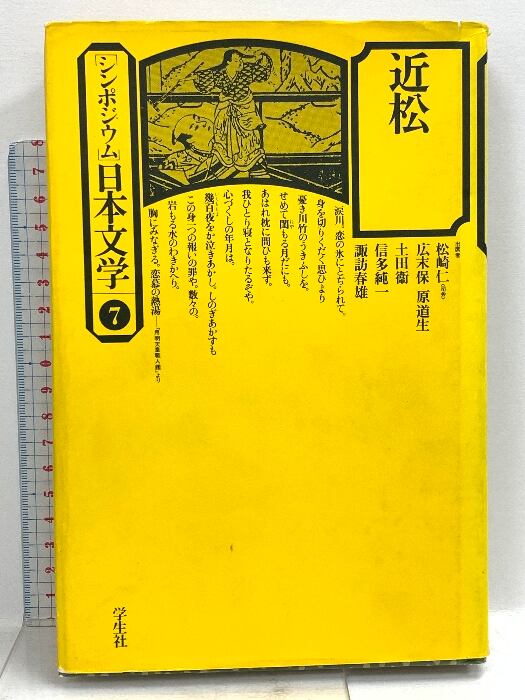 近松
出席者
松崎仁(司会)
広末保 原道生
土田衛
信多純一
諏訪春雄
涙川、恋の氷にとぢられて、
身を切りくだく思ひより
憂き川竹のうきふしを、
せめて閨もる月だにも、
あはれ枕に問ひも来ず。
我ひとり寝となりたるぞや。
心づくしの年月は、
幾百夜をか泣きあかし、しのぎあかすも
この身一つの報いの罪や、数々の、
岩もる水のわきかへり、
胸にみなぎる、恋慕の熱湯
[シンポジウム]日本文学
7
学生社